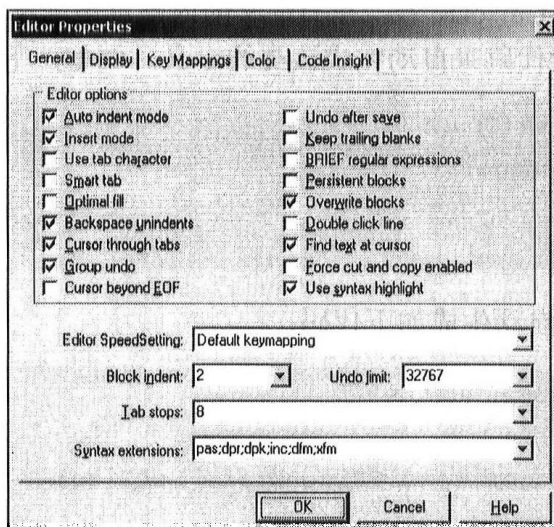 Editor Properties
General Display Key Mappings Color Code Insight
Editor options
Auto indent mode
Insert mode
Use tab character
Smart tab
Optimal fill
Backspace unindents
Cursor through tabs
Group undo
Cursor beyond EOF
Undo after save
Keep trailing blanks
BRIEF regular expressions
Persistent blocks
Overwrite blocks
Double click line
Find text at cursor
Force cut and copy enabled
Use syntax highlight
Editor SpeedSetting: Default keymapping
Block indent: 2 Undo limit: 32767
Tab stops: 8
Syntax extensions: pas;dpr;dpk;inc;dfm;xfm
OK Cancel Help